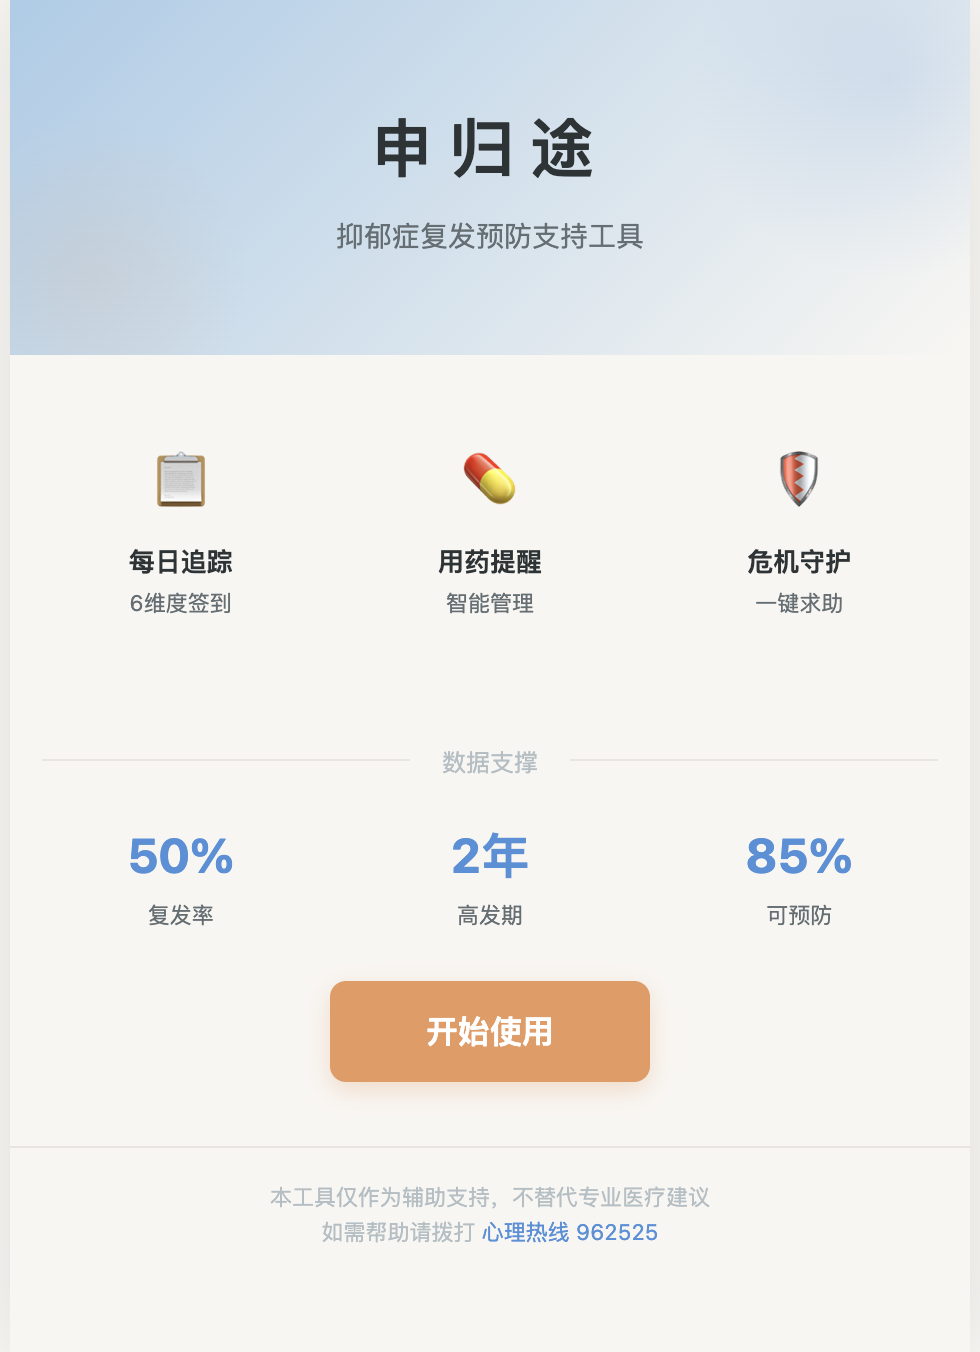 申归途
抑郁症复发预防支持工具
每日追踪
6维度签到
用药提醒
智能管理
危机守护
一键求助
数据支撑
50%
复发率
2年
高发期
85%
可预防
开始使用
本工具仅作为辅助支持，不替代专业医疗建议
如需帮助请拨打 心理热线 962525